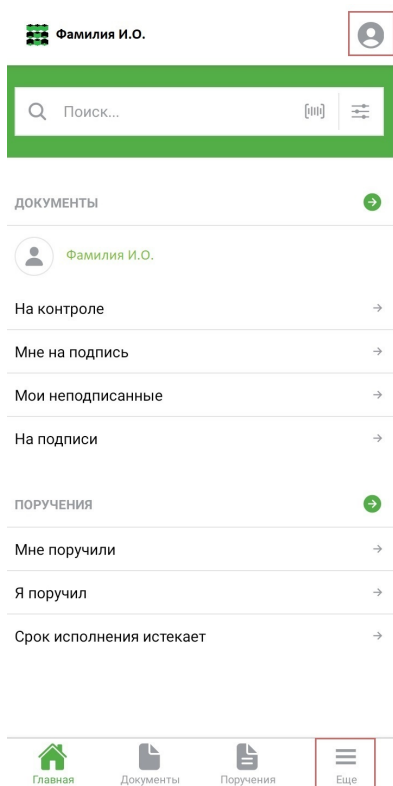 Фамилия И.О.
Поиск...
ДОКУМЕНТЫ
Фамилия И.О.
На контроле
Мне на подпись
Мои неподписанные
На подписи
ПОРУЧЕНИЯ
Мне поручили
Я поручил
Срок исполнения истекает
Главная Документы Поручения Еще